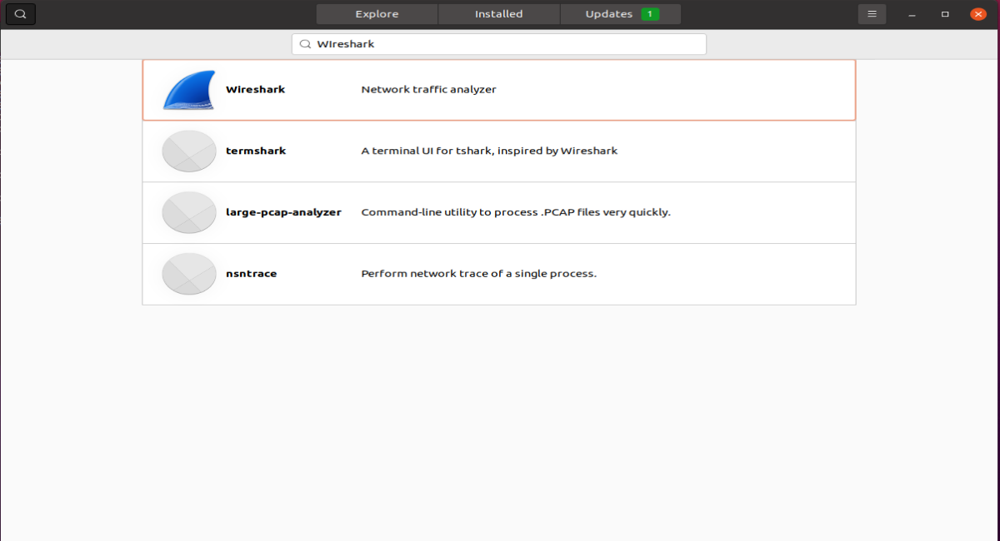 Explore Installed Updates 1
WIreshark
Wireshark Network traffic analyzer
termshark A terminal UI for tshark, inspired by Wireshark
large-pcap-analyzer Command-line utility to process .PCAP files very quickly.
nsntrace Perform network trace of a single process.